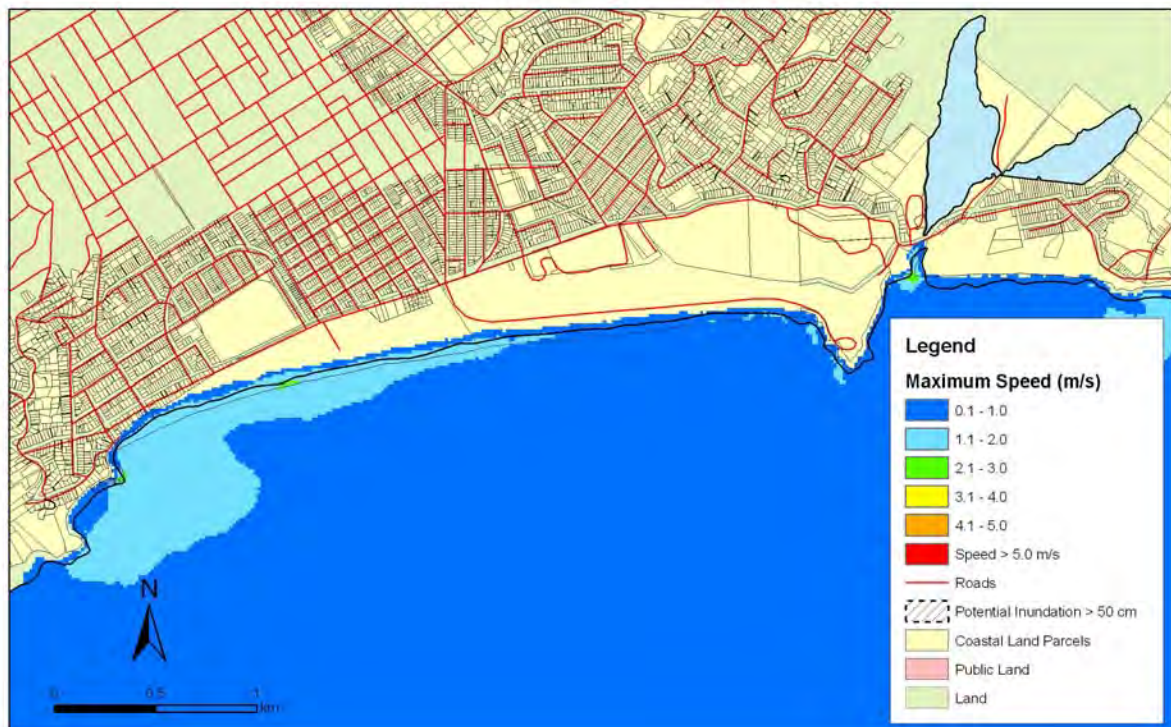 Legend
Maximum Speed (m/s)
0.1 - 1.0
1.1 - 2.0
2.1 - 3.0
3.1 - 4.0
4.1 - 5.0
Speed > 5.0 m/s
Roads
Potential Inundation > 50 cm
Coastal Land Parcels
Public Land
Land
N
0 0.5 1
km